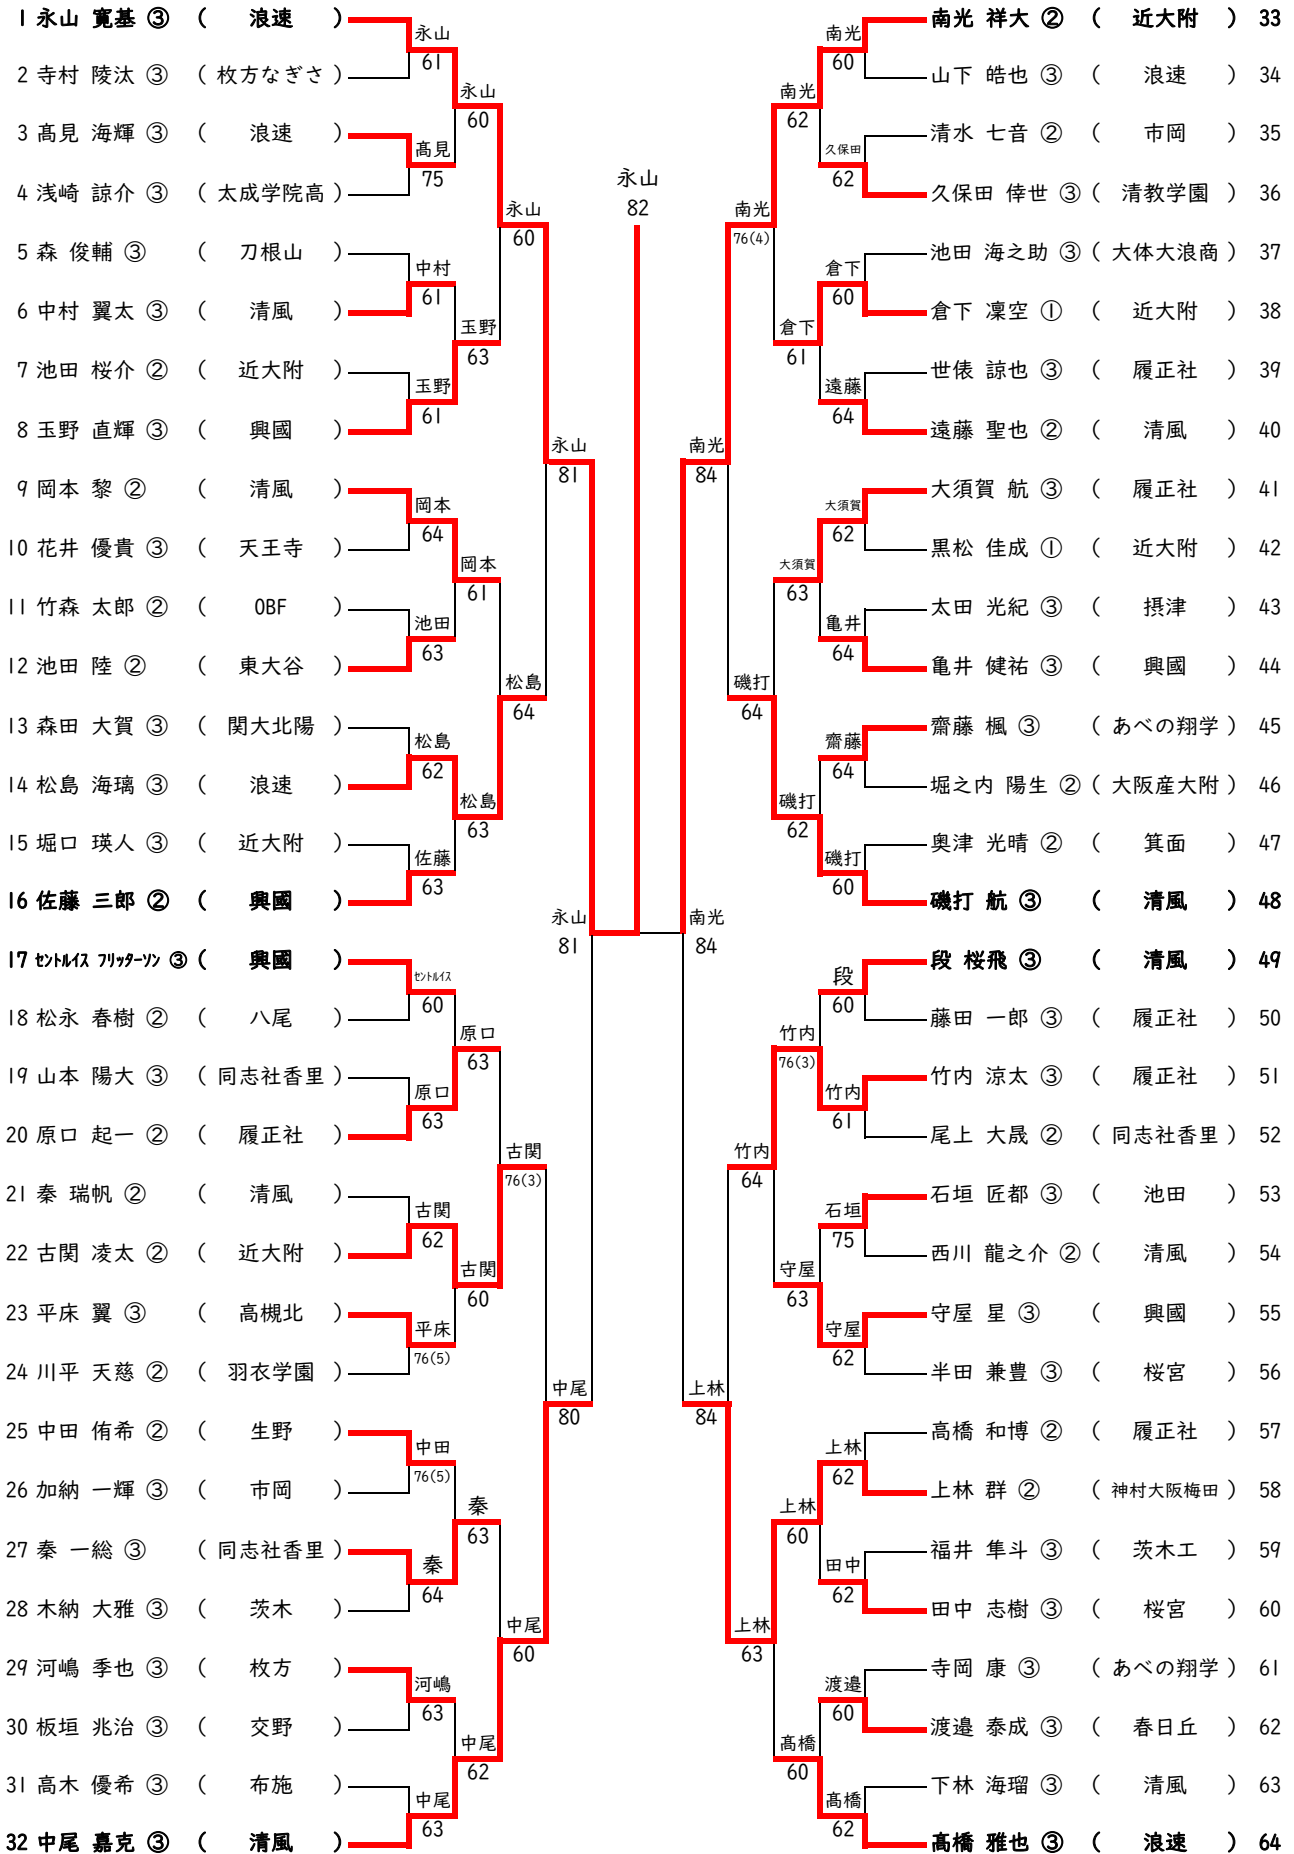 1 永山 寛基 ③ ( 浪速 )
2 寺村 陵汰 ③ ( 枚方なぎさ )
3 髙見 海輝 ③ ( 浪速 )
4 浅崎 諒介 ③ ( 太成学院高 )
5 森 俊輔 ③ ( 刀根山 )
6 中村 翼太 ③ ( 清風 )
7 池田 桜介 ② ( 近大附 )
8 玉野 直輝 ③ ( 興國 )
9 岡本 黎 ② ( 清風 )
10 花井 優貴 ③ ( 天王寺 )
11 竹森 太郎 ② ( OBF )
12 池田 陸 ② ( 東大谷 )
13 森田 大賀 ③ ( 関大北陽 )
14 松島 海璃 ③ ( 浪速 )
15 堀口 瑛人 ③ ( 近大附 )
16 佐藤 三郎 ② ( 興國 )
17 セントルイス フリッターソン ③ ( 興國 )
18 松永 春樹 ② ( 八尾 )
19 山本 陽大 ③ ( 同志社香里 )
20 原口 起一 ② ( 履正社 )
21 秦 瑞帆 ② ( 清風 )
22 古関 凌太 ② ( 近大附 )
23 平床 翼 ③ ( 高槻北 )
24 川平 天慈 ② ( 羽衣学園 )
25 中田 侑希 ② ( 生野 )
26 加納 一輝 ③ ( 市岡 )
27 秦 一総 ③ ( 同志社香里 )
28 木納 大雅 ③ ( 茨木 )
29 河嶋 季也 ③ ( 枚方 )
30 板垣 兆治 ③ ( 交野 )
31 高木 優希 ③ ( 布施 )
32 中尾 嘉克 ③ ( 清風 )
永山
61
髙見
75
中村
61
玉野
61
岡本
64
池田
63
松島
62
佐藤
63
セントルイス
60
原口
63
古関
62
平床
76(5)
中田
76(5)
秦
64
河嶋
63
中尾
63
永山
60
玉野
63
岡本
61
松島
63
原口
63
古関
60
秦
63
中尾
62
永山
60
松島
64
古関
76(3)
中尾
60
永山
81
中尾
80
永山
81
永山
82
南光
84
南光
84
上林
84
南光
76(4)
磯打
64
竹内
64
上林
63
南光
62
倉下
61
大須賀
63
磯打
62
竹内
76(3)
守屋
63
上林
60
髙橋
60
南光
60
久保田
62
倉下
60
遠藤
64
大須賀
62
亀井
64
齋藤
64
磯打
60
段
60
竹内
61
石垣
75
守屋
62
上林
62
田中
62
渡邉
60
髙橋
62
南光 祥大 ② ( 近大附 ) 33
山下 皓也 ③ ( 浪速 ) 34
清水 七音 ② ( 市岡 ) 35
久保田 倖世 ③ ( 清教学園 ) 36
池田 海之助 ③ ( 大体大浪商 ) 37
倉下 凜空 ① ( 近大附 ) 38
世俵 諒也 ③ ( 履正社 ) 39
遠藤 聖也 ② ( 清風 ) 40
大須賀 航 ③ ( 履正社 ) 41
黒松 佳成 ① ( 近大附 ) 42
太田 光紀 ③ ( 摂津 ) 43
亀井 健祐 ③ ( 興國 ) 44
齋藤 楓 ③ ( あべの翔学 ) 45
堀之内 陽生 ② ( 大阪産大附 ) 46
奥津 光晴 ② ( 箕面 ) 47
磯打 航 ③ ( 清風 ) 48
段 桜飛 ③ ( 清風 ) 49
藤田 一郎 ③ ( 履正社 ) 50
竹内 涼太 ③ ( 履正社 ) 51
尾上 大晟 ② ( 同志社香里 ) 52
石垣 匠都 ③ ( 池田 ) 53
西川 龍之介 ② ( 清風 ) 54
守屋 星 ③ ( 興國 ) 55
半田 兼豊 ③ ( 桜宮 ) 56
高橋 和博 ② ( 履正社 ) 57
上林 群 ② ( 神村大阪梅田 ) 58
福井 隼斗 ③ ( 茨木工 ) 59
田中 志樹 ③ ( 桜宮 ) 60
寺岡 康 ③ ( あべの翔学 ) 61
渡邉 泰成 ③ ( 春日丘 ) 62
下林 海瑠 ③ ( 清風 ) 63
髙橋 雅也 ③ ( 浪速 ) 64